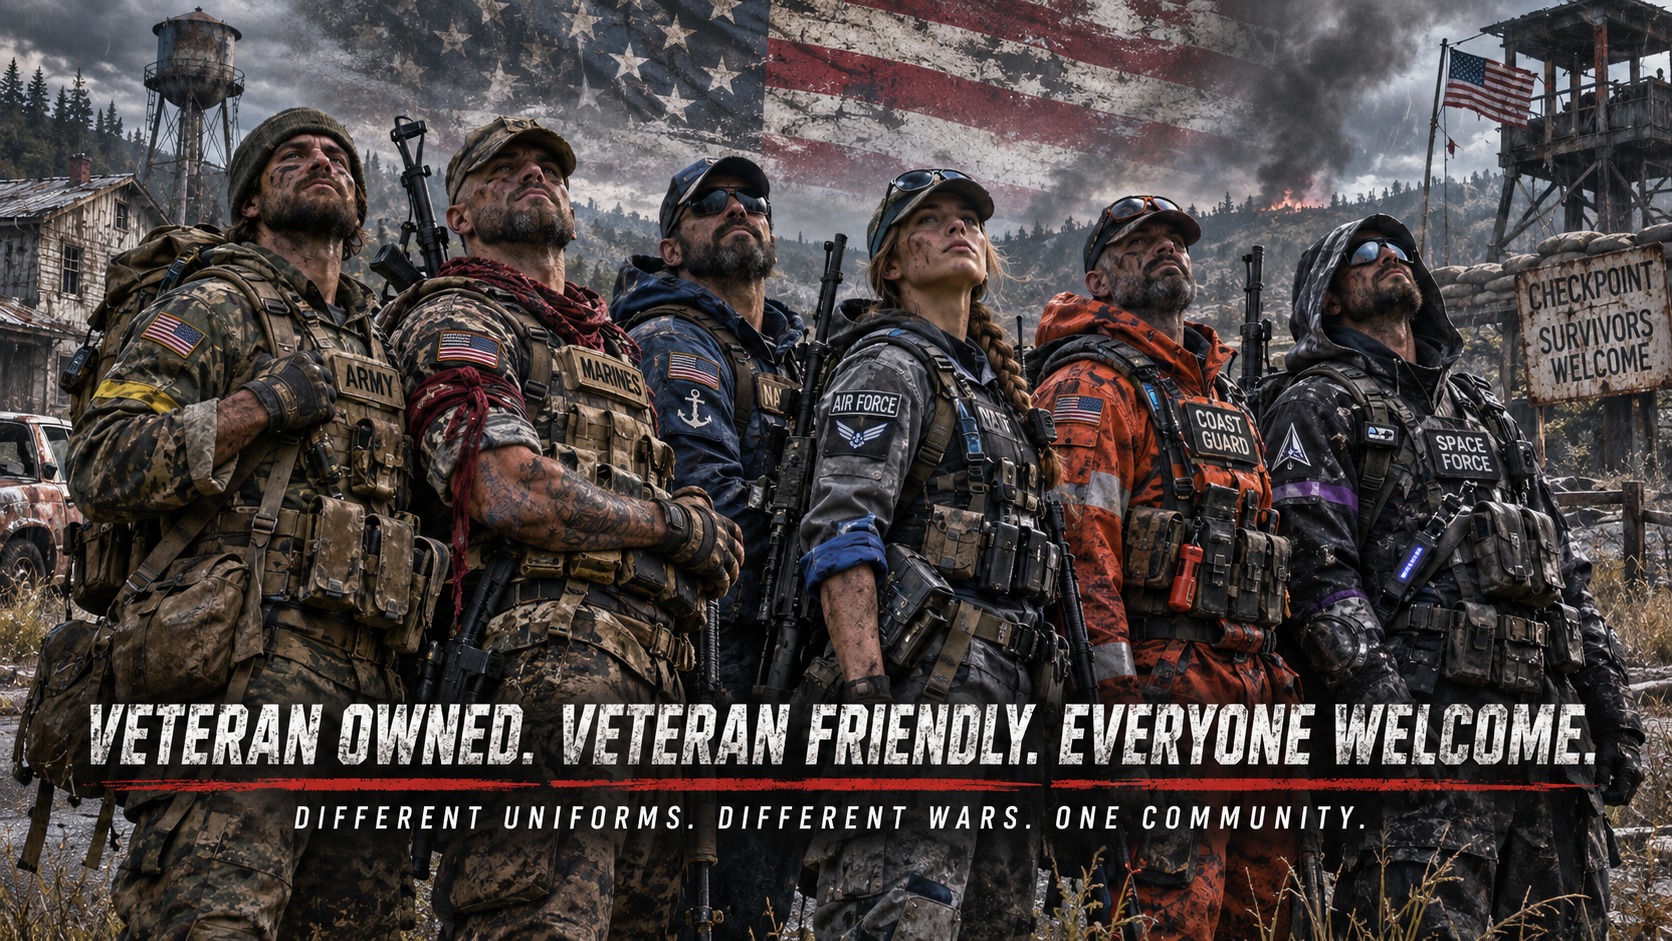 CHECKPOINT
SURVIVORS
WELCOME
ARMY
MARINES
AIR FORCE
COAST
GUARD
SPACE
FORCE
VETERAN OWNED. VETERAN FRIENDLY. EVERYONE WELCOME.
DIFFERENT UNIFORMS. DIFFERENT WARS. ONE COMMUNITY.